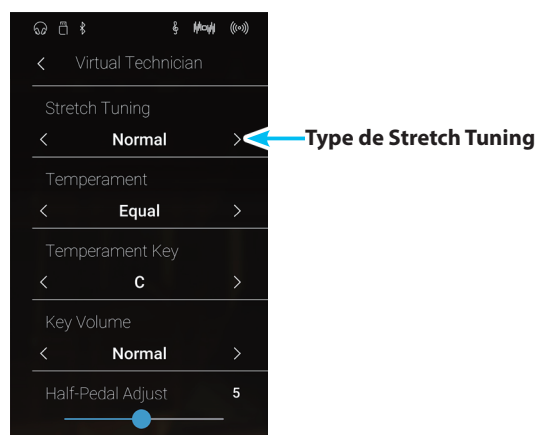 Virtual Technician
Stretch Tuning
Normal
Type de Stretch Tuning
Temperament
Equal
Temperament Key
C
Key Volume
Normal
Half-Pedal Adjust 5